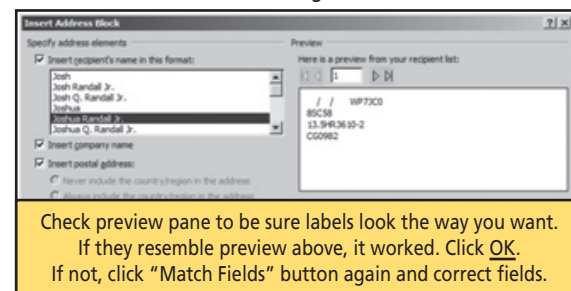 Insert Address Block
Specify address elements
Insert recipient's name in this format:
Josh
Josh Randall Jr.
Josh Q. Randall Jr.
Joshua
Joshua Randall Jr.
Joshua Q. Randall Jr.
Insert company name
Insert postal address:
Never include the country/region in the address
Always include the country/region in the address
Preview
Here is a preview from your recipient list:
1
/ / WP73C0
85C58
13.5HR3610-2
CG0982
Check preview pane to be sure labels look the way you want.
If they resemble preview above, it worked. Click OK.
If not, click “Match Fields” button again and correct fields.